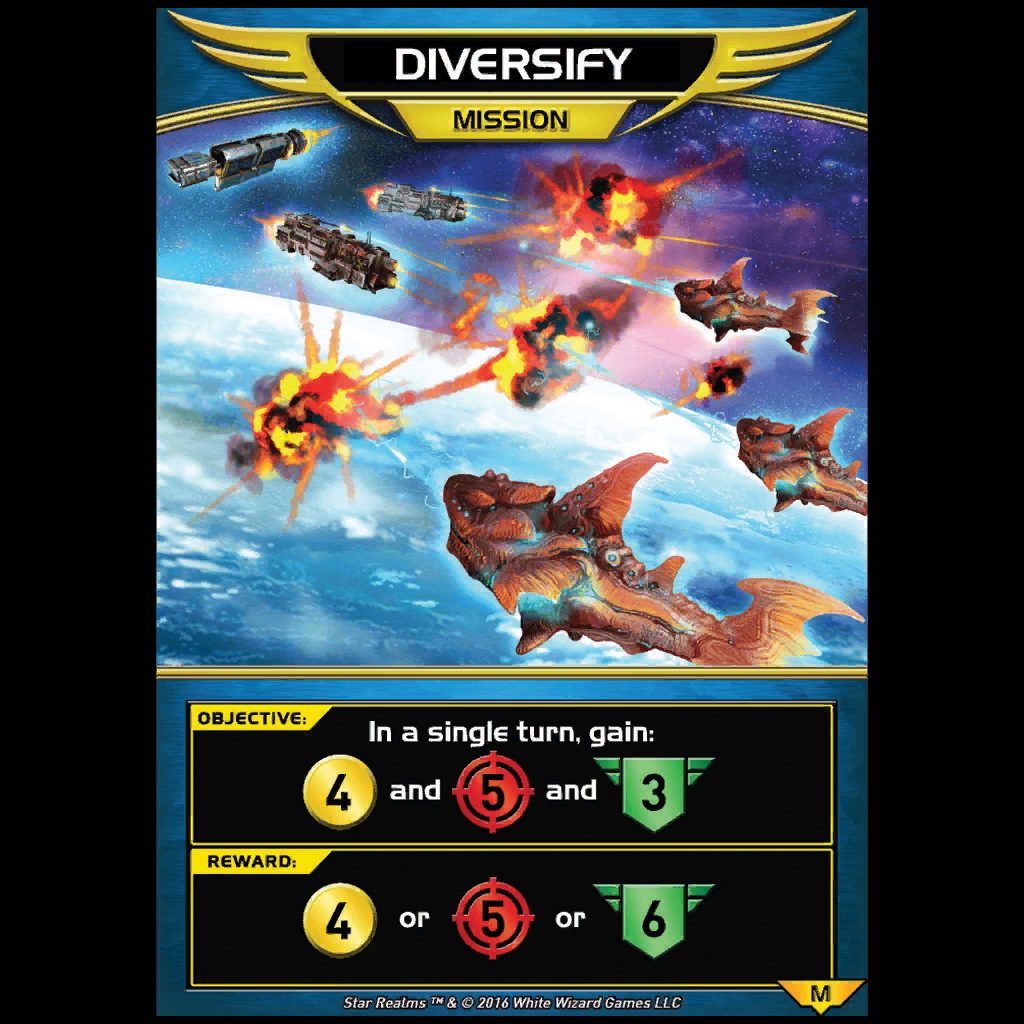 DIVERSIFY
MISSION
OBJECTIVE:
In a single turn, gain:
4 and 5 and 3
REWARD:
4 or 5 or 6
M
Star Realms ™ & © 2016 White Wizard Games LLC